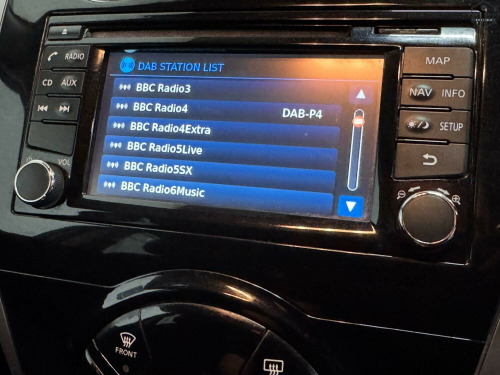 DAB STATION LIST
BBC Radio3
BBC Radio4 DAB-P4
BBC Radio4Extra
BBC Radio5Live
BBC Radio5SX
BBC Radio6Music
RADIO
CD AUX
VOL
MAP
NAV INFO
SETUP
FRONT